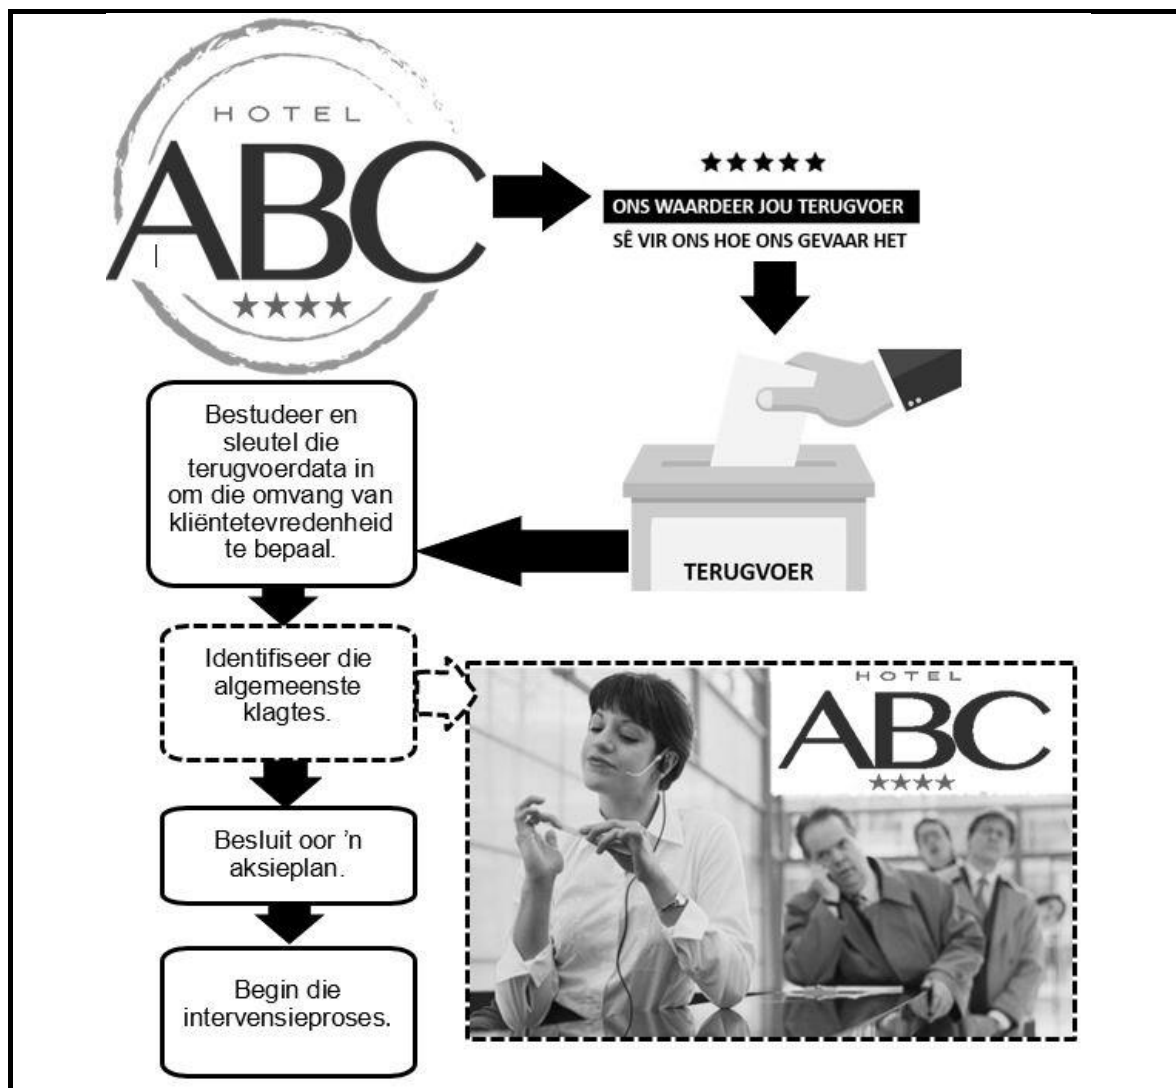 HOTEL
ABC
ONS WAARDEER JOU TERUGVOER
SÊ VIR ONS HOE ONS GEVAAR HET
TERUGVOER
Bestudeer en
sleutel die
terugvoerdata in
om die omvang van
kliëntetevredenheid
te bepaal.
Identifiseer die
algemeenste
klagtes.
HOTEL
ABC
Besluit oor ’n
aksieplan.
Begin die
intervensieproses.